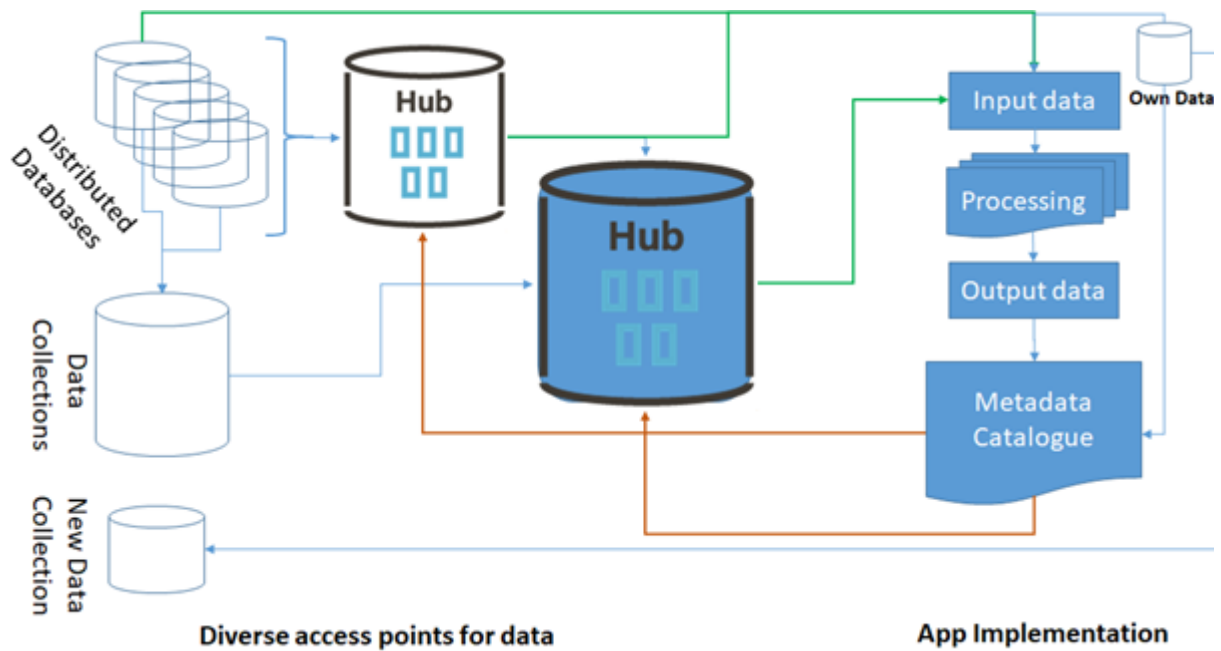 Distributed
Databases
Hub
Hub
Input data
Own Data
Processing
Output data
Metadata
Catalogue
Data
Collections
New Data
Collection
Diverse access points for data
App Implementation